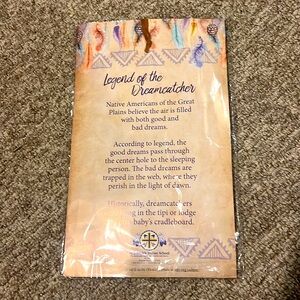 Legend of the
Dreamcatcher
Native Americans of the Great
Plains believe the air is filled
with both good and
bad dreams.
According to legend, the
good dreams pass through
the center hole to the sleeping
person. The bad dreams are
trapped in the web, where they
perish in the light of dawn.
Historically, dreamcatchers
in the tipi or lodge
baby's cradleboard.
Indian School